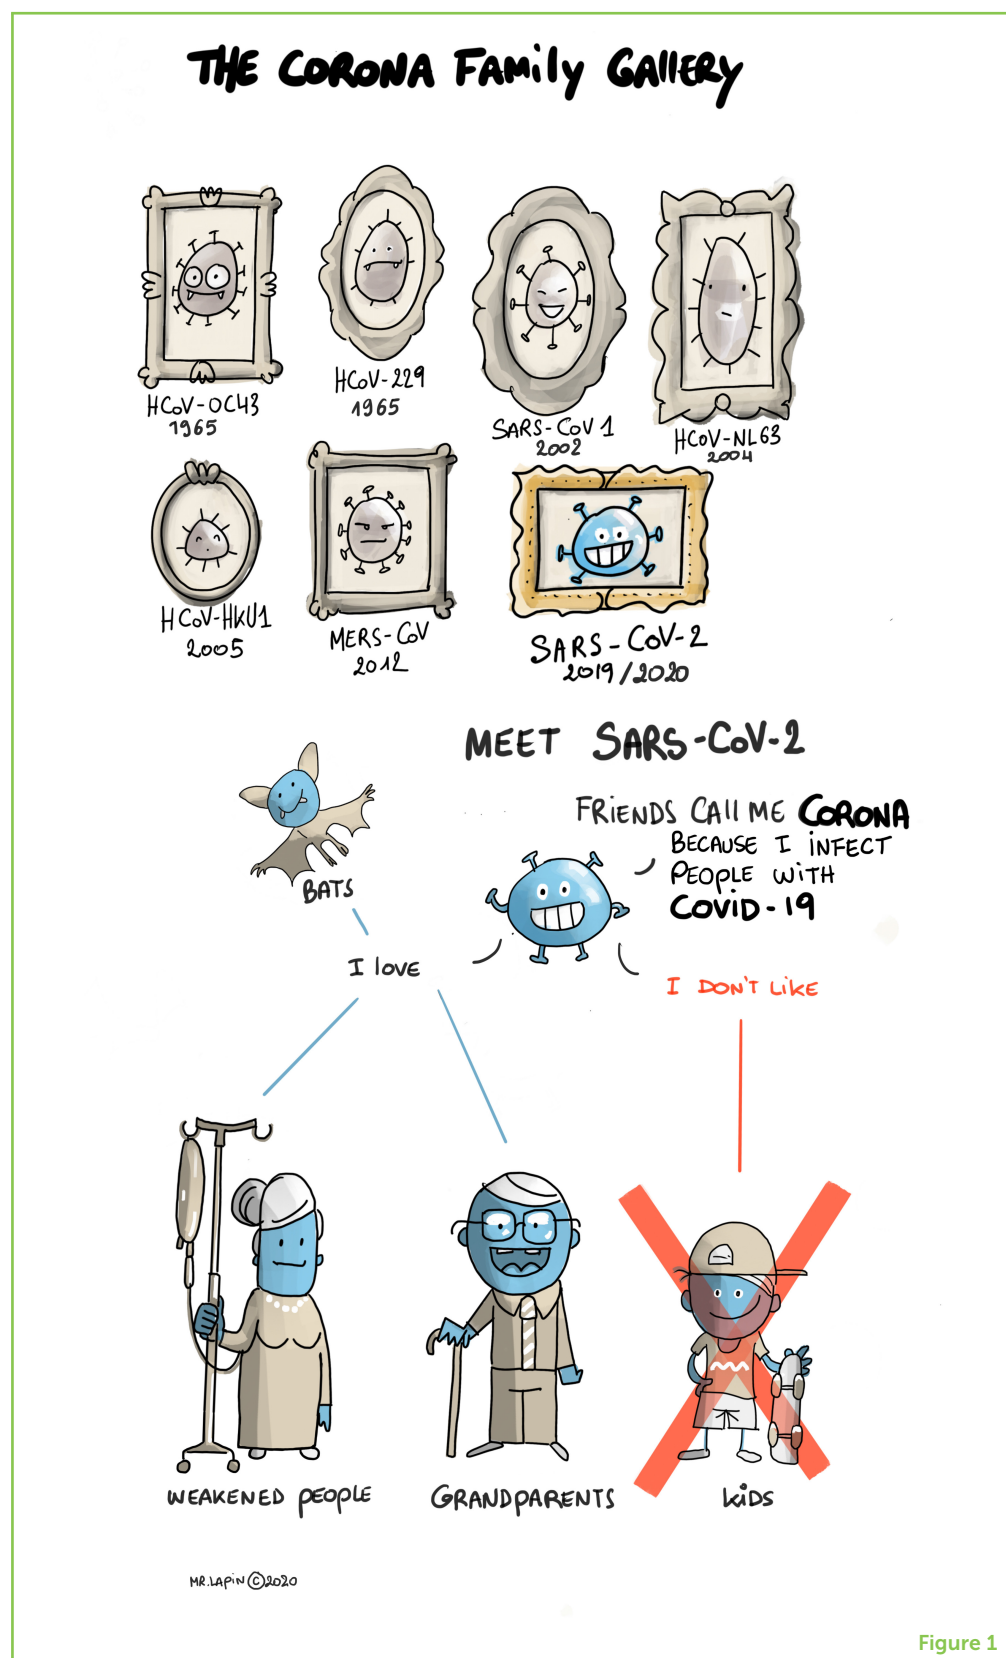 THE CORONA FAMILY GALLERY
HCoV-OC43
1965
HCoV-229
1965
SARS-CoV 1
2002
HCoV-NL63
2004
HCoV-HKU1
2005
MERS-CoV
2012
SARS-CoV-2
2019/2020
MEET SARS-CoV-2
FRIENDS CALL ME CORONA
BECAUSE I INFECT
PEOPLE WITH
COVID-19
BATS
I LOVE
I DON'T LIKE
WEAKENED PEOPLE
GRANDPARENTS
KIDS
MR.LAPIN ©2020
Figure 1